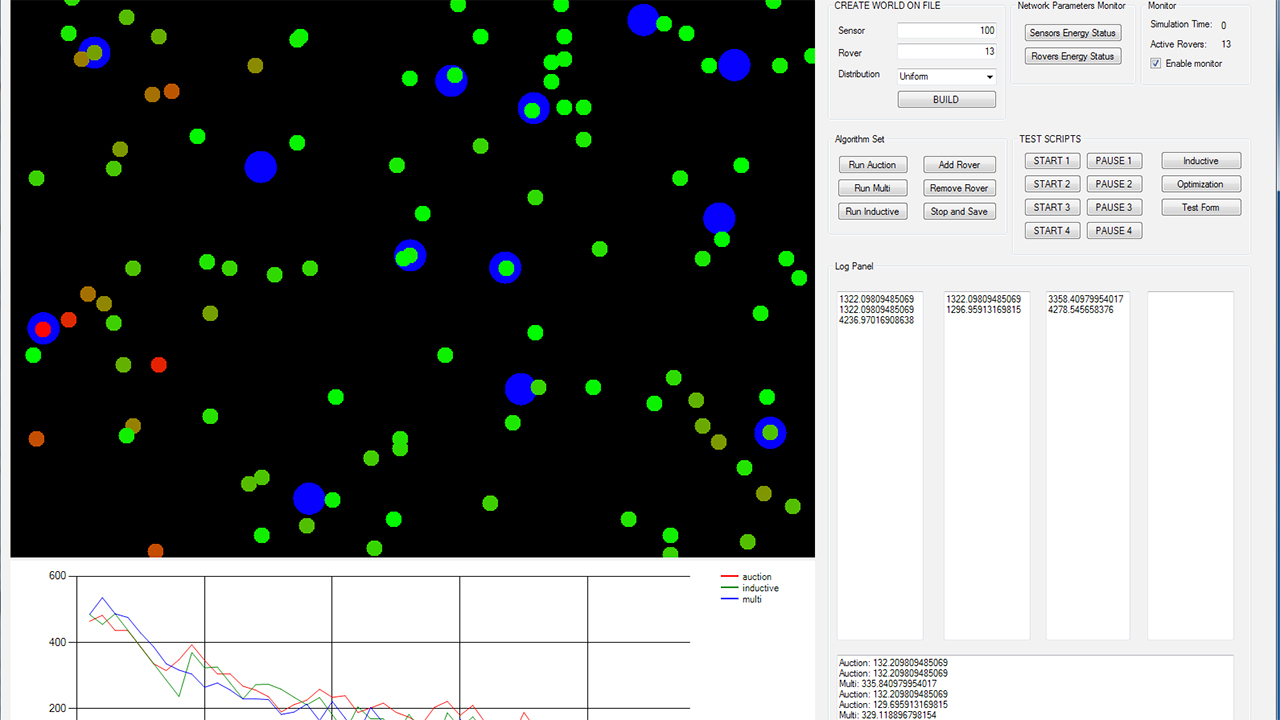 CREATE WORLD ON FILE
Sensor 100
Rover 13
Distribution Uniform
BUILD
Network Parameters Monitor
Sensors Energy Status
Rovers Energy Status
Monitor
Simulation Time: 0
Active Rovers: 13
Enable monitor
Algorithm Set
Run Auction Add Rover
Run Multi Remove Rover
Run Inductive Stop and Save
TEST SCRIPTS
START 1 PAUSE 1 Inductive
START 2 PAUSE 2 Optimization
START 3 PAUSE 3 Test Form
START 4 PAUSE 4
Log Panel
1322.09809485069
1322.09809485069
4236.97016908638
1322.09809485069
1296.95913169815
3358.40979954017
4278.545658376
Auction: 132.209809485069
Auction: 132.209809485069
Multi: 335.840979954017
Auction: 132.209809485069
Auction: 129.695913169815
Multi: 329.118896798154
600
400
200
auction
inductive
multi